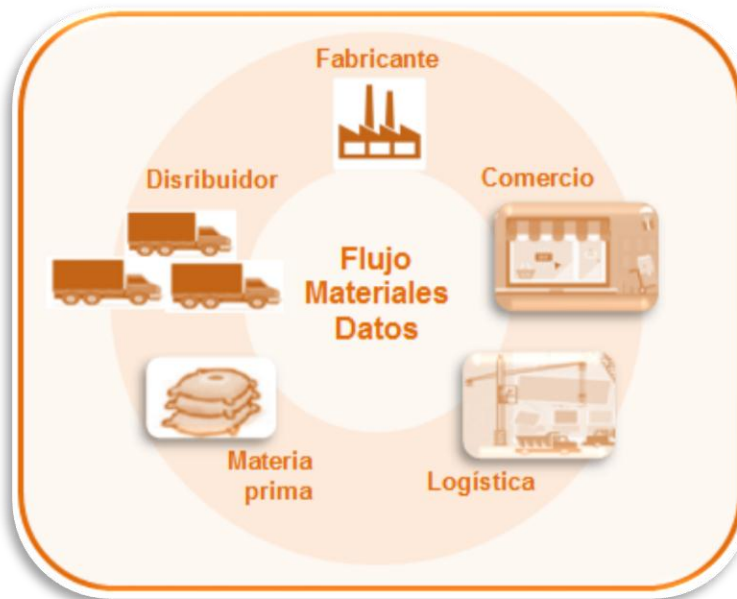 Fabricante
Disribuidor
Comercio
Flujo
Materiales
Datos
Materia
prima
Logística